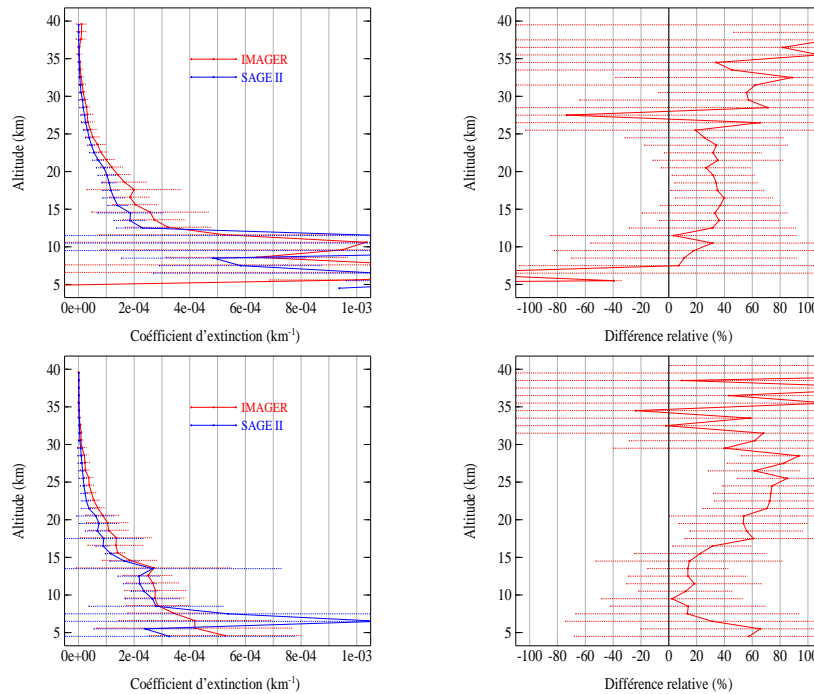 40
35
30
25
20
15
10
5
Altitude (km)
IMAGER
SAGE II
0e+00 2e-04 4e-04 6e-04 8e-04 1e-03
Coéfficient d'extinction (km-1)
40
35
30
25
20
15
10
5
Altitude (km)
-100 -80 -60 -40 -20 0 20 40 60 80 100
Différence relative (%)
40
35
30
25
20
15
10
5
Altitude (km)
IMAGER
SAGE II
0e+00 2e-04 4e-04 6e-04 8e-04 1e-03
Coéfficient d'extinction (km-1)
40
35
30
25
20
15
10
5
Altitude (km)
-100 -80 -60 -40 -20 0 20 40 60 80 100
Différence relative (%)